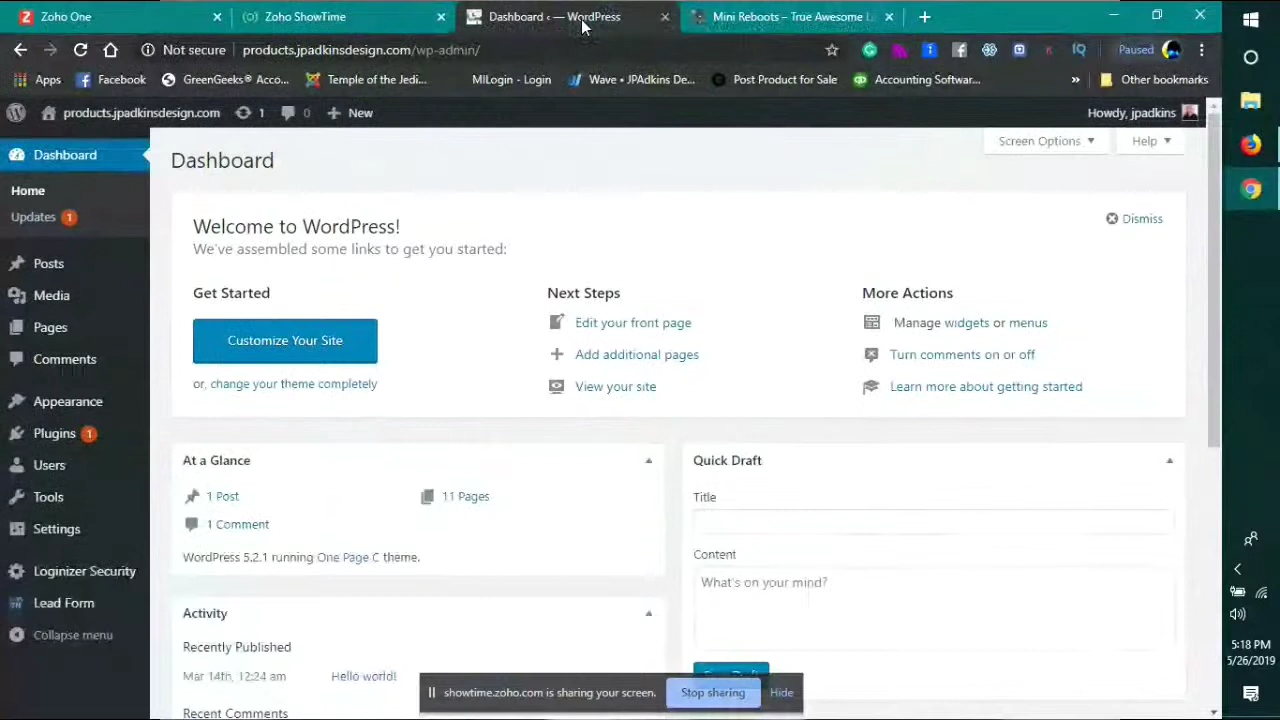 Zoho One
Zoho ShowTime
Dashboard ‹ — WordPress
Mini Reboots – True Awesome
Not secure products.jpadkinsdesign.com/wp-admin/
Paused
Apps
Facebook
GreenGeeks® Acco...
Temple of the Jedi...
MILogin - Login
Wave • JPAdkins De...
Post Product for Sale
Accounting Softwar...
»
Other bookmarks
products.jpadkinsdesign.com
1
0
New
Howdy, jpadkins
Dashboard
Home
Updates 1
Posts
Media
Pages
Comments
Appearance
Plugins 1
Users
Tools
Settings
Loginizer Security
Lead Form
Collapse menu
Dashboard
Screen Options
Help
Welcome to WordPress!
We've assembled some links to get you started:
Dismiss
Get Started
Customize Your Site
or, change your theme completely
Next Steps
Edit your front page
Add additional pages
View your site
More Actions
Manage widgets or menus
Turn comments on or off
Learn more about getting started
At a Glance
1 Post
11 Pages
1 Comment
WordPress 5.2.1 running One Page C theme.
Activity
Recently Published
Mar 14th, 12:24 am
Hello world!
Recent Comments
Quick Draft
Title
Content
What's on your mind?
showtime.zoho.com is sharing your screen.
Stop sharing
Hide
5:18 PM
5/26/2019